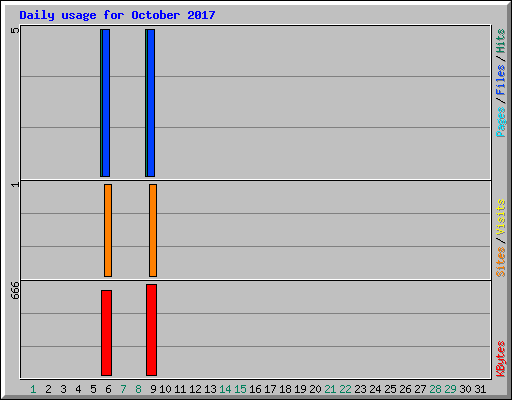 Daily usage for October 2017
5
1
666
Pages / Files / Hits
Sites / Visits
KBytes
1 2 3 4 5 6 7 8 9 10 11 12 13 14 15 16 17 18 19 20 21 22 23 24 25 26 27 28 29 30 31